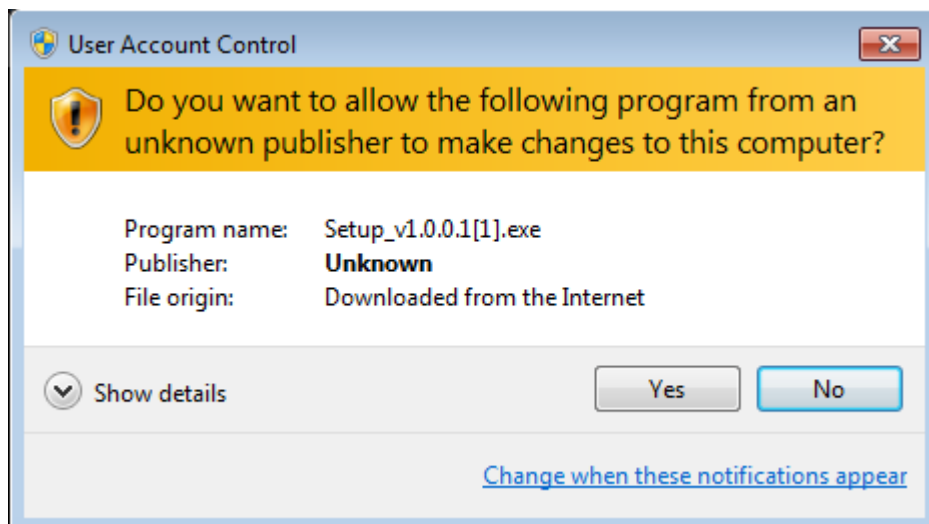 User Account Control
Do you want to allow the following program from an
unknown publisher to make changes to this computer?
Program name: Setup_v1.0.0.1[1].exe
Publisher: Unknown
File origin: Downloaded from the Internet
Show details Yes No
Change when these notifications appear